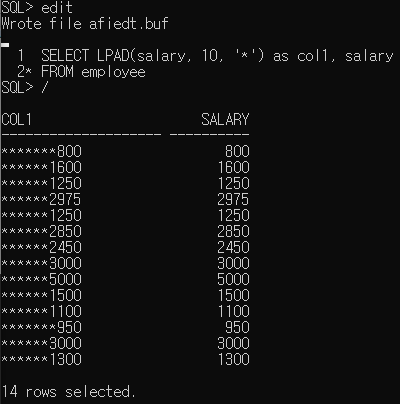 SQL> edit
Wrote file afiedt.buf
1 SELECT LPAD(salary, 10, '*') as col1, salary
2* FROM employee
SQL> /
COL1 SALARY
-------------------- ----------
*******800 800
******1600 1600
******1250 1250
******2975 2975
******1250 1250
******2850 2850
******2450 2450
******3000 3000
******5000 5000
******1500 1500
******1100 1100
*******950 950
******3000 3000
******1300 1300
14 rows selected.